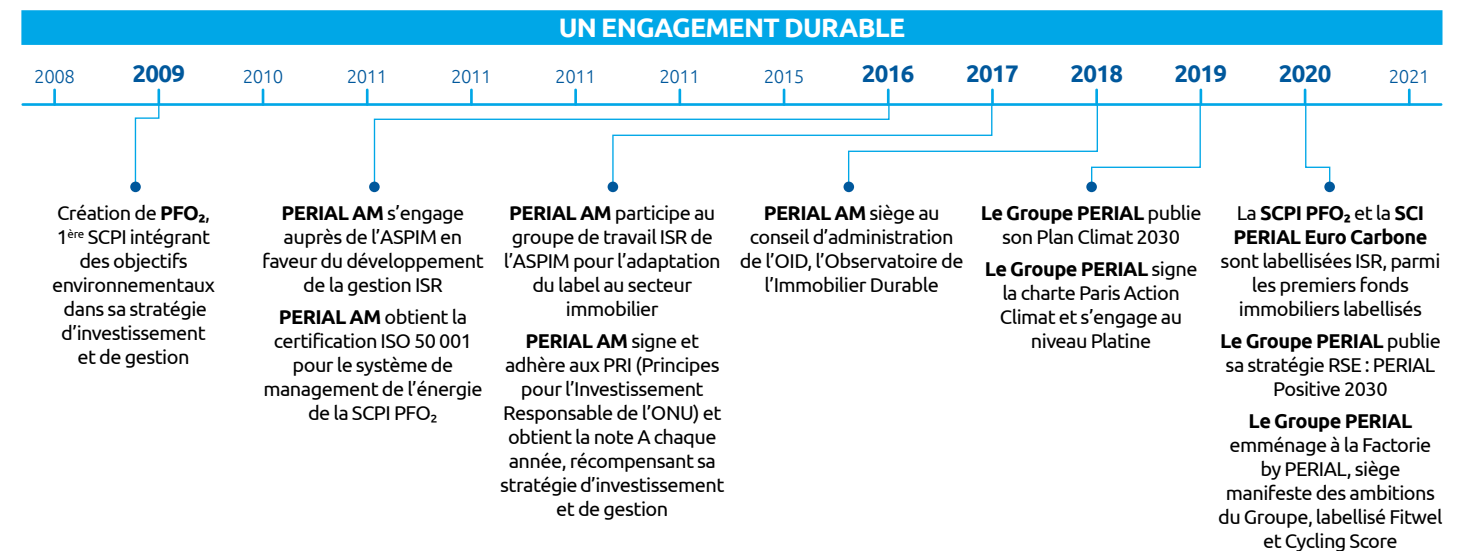 UN ENGAGEMENT DURABLE
2008 2009 2010 2011 2011 2011 2011 2015 2016 2017 2018 2019 2020 2021
Création de PFO₂,
1ère SCPI intégrant
des objectifs
environnementaux
dans sa stratégie
d’investissement
et de gestion
PERIAL AM s’engage
auprès de l’ASPIM en
faveur du développement
de la gestion ISR
PERIAL AM obtient la
certification ISO 50 001
pour le système de
management de l’énergie
de la SCPI PFO₂
PERIAL AM participe au
groupe de travail ISR de
l’ASPIM pour l’adaptation
du label au secteur
immobilier
PERIAL AM signe et
adhère aux PRI (Principes
pour l’Investissement
Responsable de l’ONU) et
obtient la note A chaque
année, récompensant sa
stratégie d’investissement
et de gestion
PERIAL AM siège au
conseil d’administration
de l’OID, l’Observatoire de
l’Immobilier Durable
Le Groupe PERIAL publie
son Plan Climat 2030
Le Groupe PERIAL signe
la charte Paris Action
Climat et s’engage au
niveau Platine
La SCPI PFO₂ et la SCI
PERIAL Euro Carbone
sont labellisées ISR, parmi
les premiers fonds
immobiliers labellisés
Le Groupe PERIAL publie
sa stratégie RSE : PERIAL
Positive 2030
Le Groupe PERIAL
emménage à la Factorie
by PERIAL, siège
manifeste des ambitions
du Groupe, labellisé Fitwel
et Cycling Score